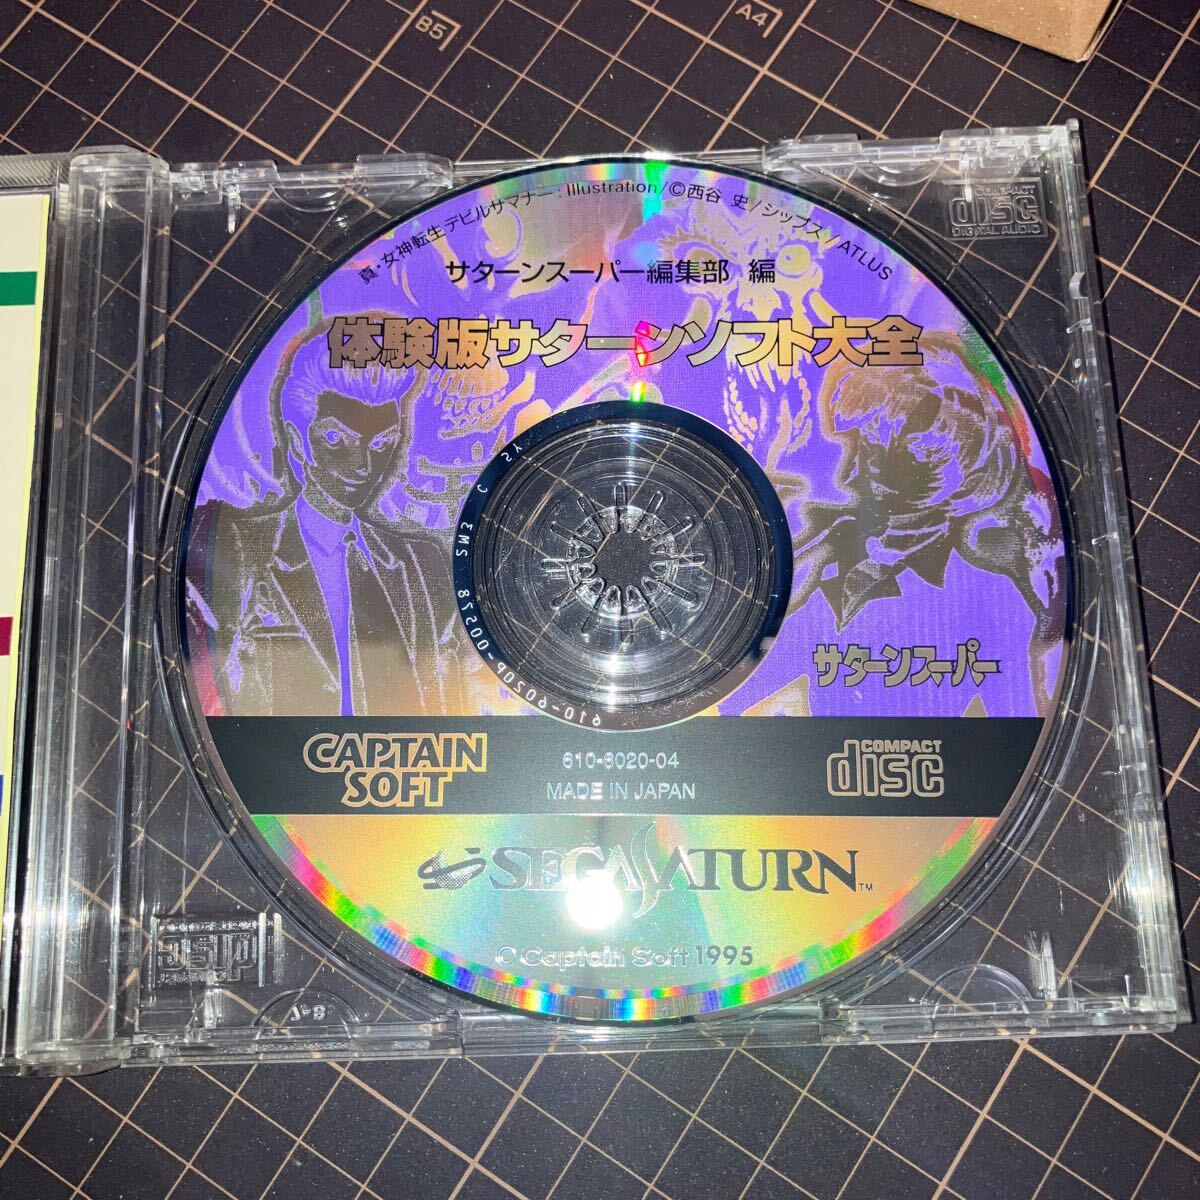 B5
A4
COMPACT
disc
DIGITAL AUDIO
真・女神転生デビルサマナー：Illustration/©西谷 史/シップス/ATLUS
サターンスーパー編集部 編
体験版サターンソフト大全
サターンスーパー
CAPTAIN
SOFT
610-6020-04
MADE IN JAPAN
COMPACT
disc
SEGA SATURN™
© Captain Soft 1995